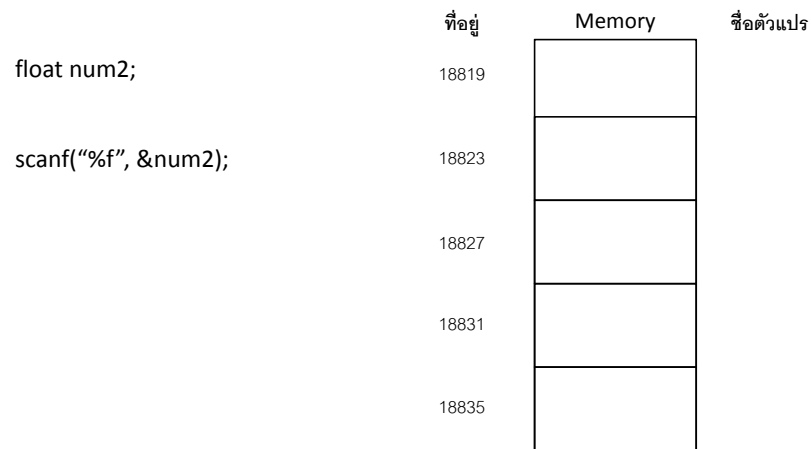 ที่อยู่ Memory ชื่อตัวแปร
float num2; 18819
scanf(“%f”, &num2); 18823
18827
18831
18835